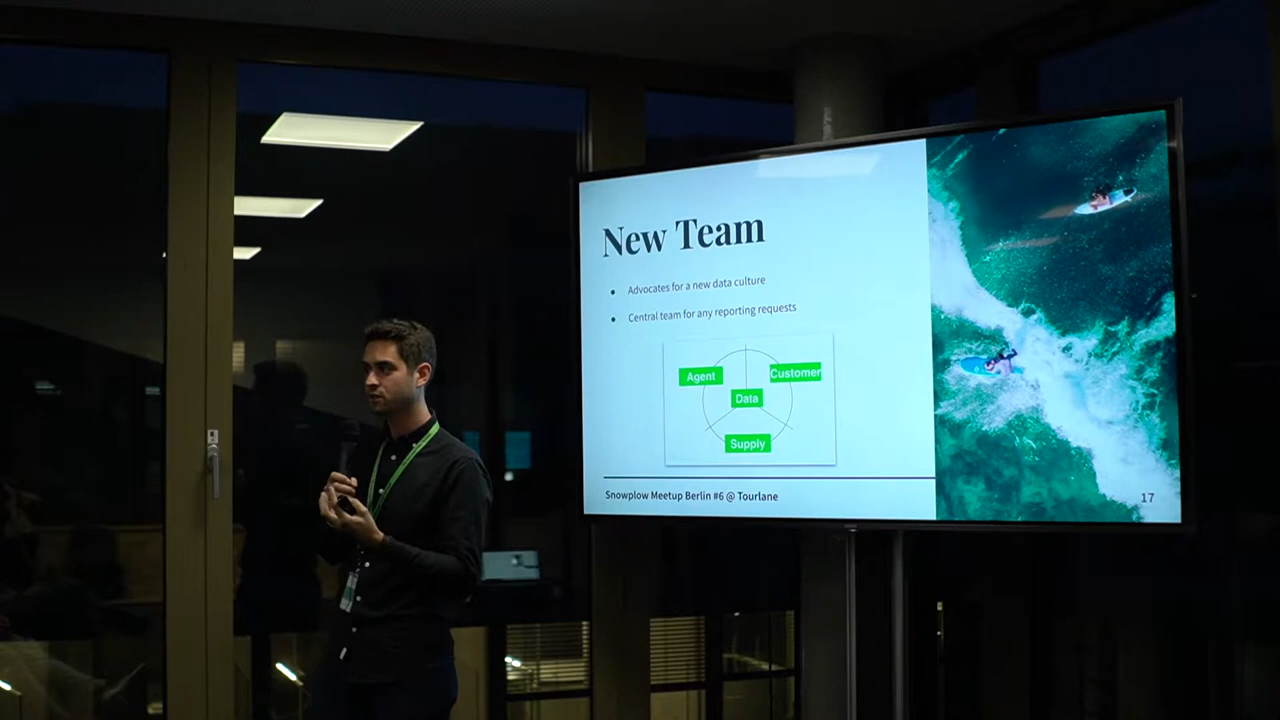 New Team
Advocates for a new data culture
Central team for any reporting requests
Agent
Customer
Data
Supply
Snowplow Meetup Berlin #6 @ Tourlane
17